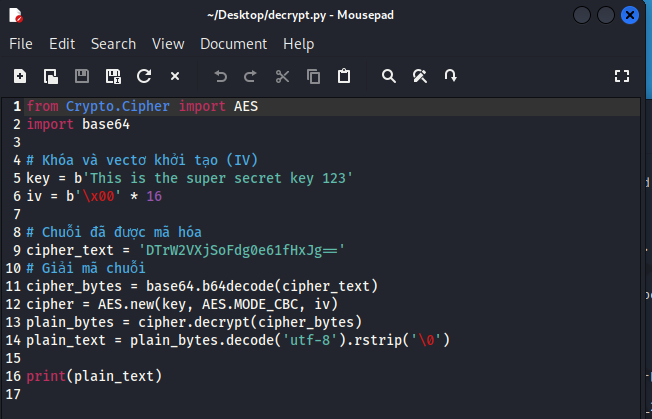 ~/Desktop/decrypt.py - Mousepad
File Edit Search View Document Help
1 from Crypto.Cipher import AES
2 import base64
3
4 # Khóa và vectơ khởi tạo (IV)
5 key = b'This is the super secret key 123'
6 iv = b'\x00' * 16
7
8 # Chuỗi đã được mã hóa
9 cipher_text = 'DTrW2VXjSoFdg0e61fHxJg=='
10 # Giải mã chuỗi
11 cipher_bytes = base64.b64decode(cipher_text)
12 cipher = AES.new(key, AES.MODE_CBC, iv)
13 plain_bytes = cipher.decrypt(cipher_bytes)
14 plain_text = plain_bytes.decode('utf-8').rstrip('\0')
15
16 print(plain_text)
17